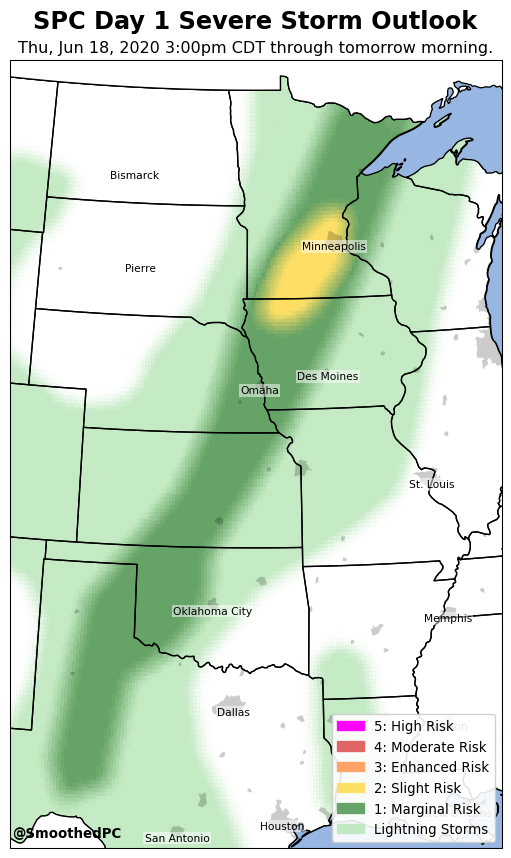 SPC Day 1 Severe Storm Outlook
Thu, Jun 18, 2020 3:00pm CDT through tomorrow morning.
Bismarck
Minneapolis
Pierre
Des Moines
Omaha
St. Louis
Oklahoma City
Memphis
Dallas
5: High Risk
4: Moderate Risk
3: Enhanced Risk
2: Slight Risk
1: Marginal Risk
Lightning Storms
Houston
@SmoothedPC
San Antonio